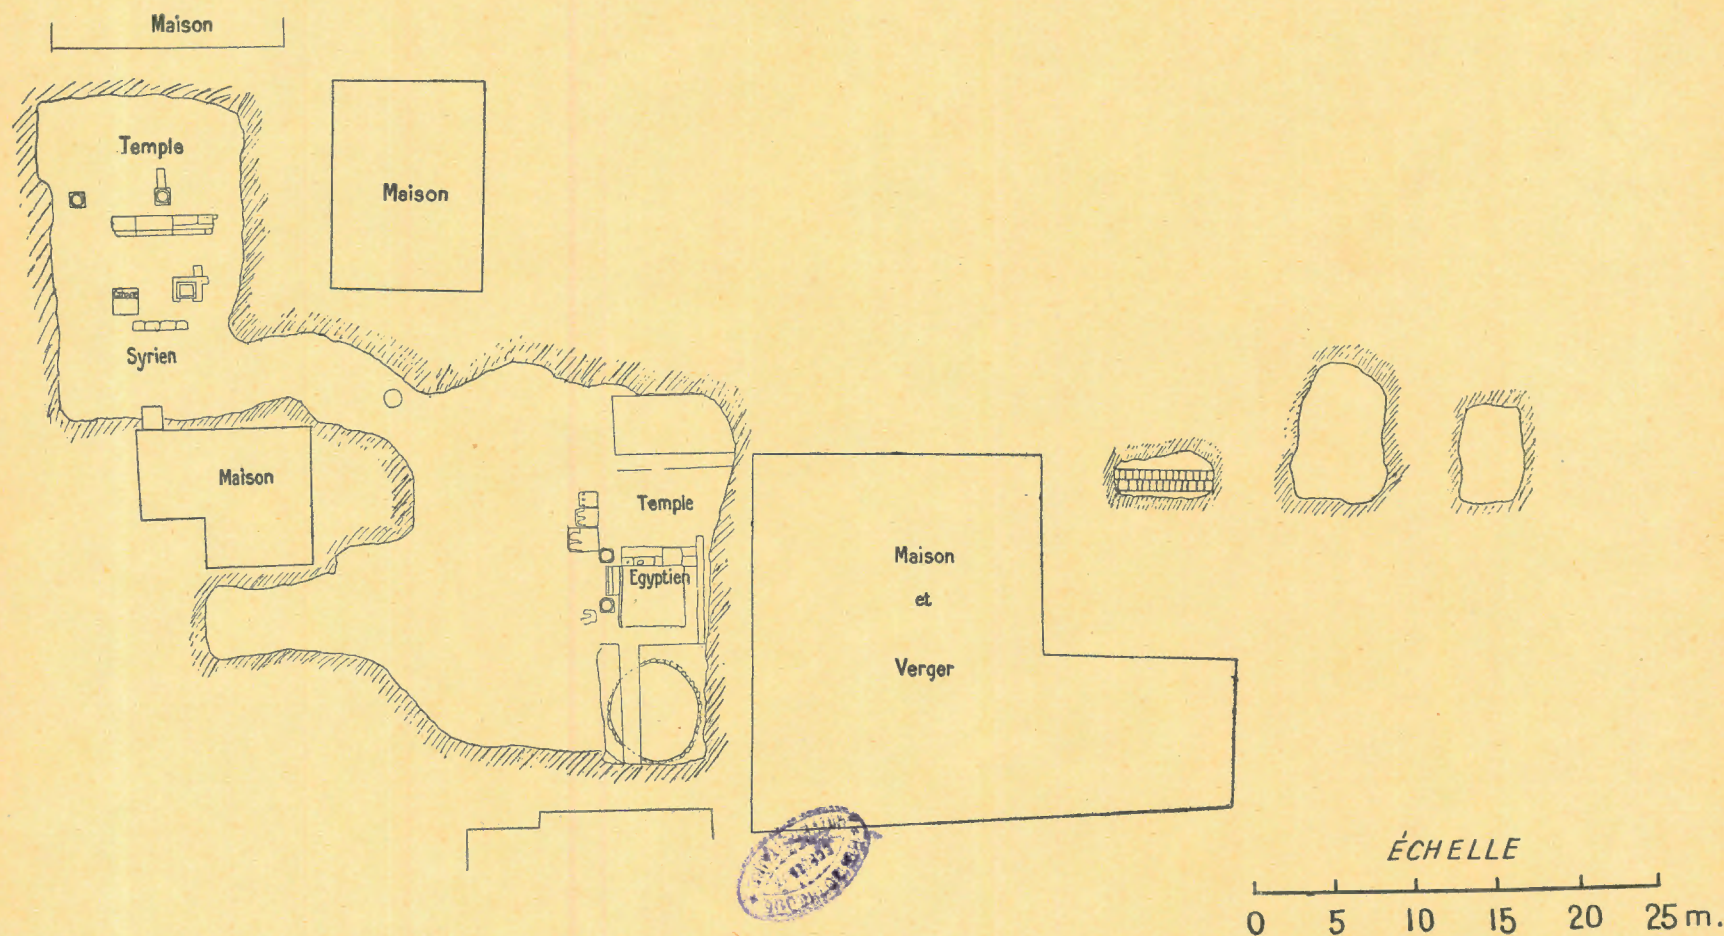 Maison
Temple
Maison
Syrien
Maison
Temple
Egyptien
Maison
et
Verger
ÉCHELLE
0 5 10 15 20 25 m.